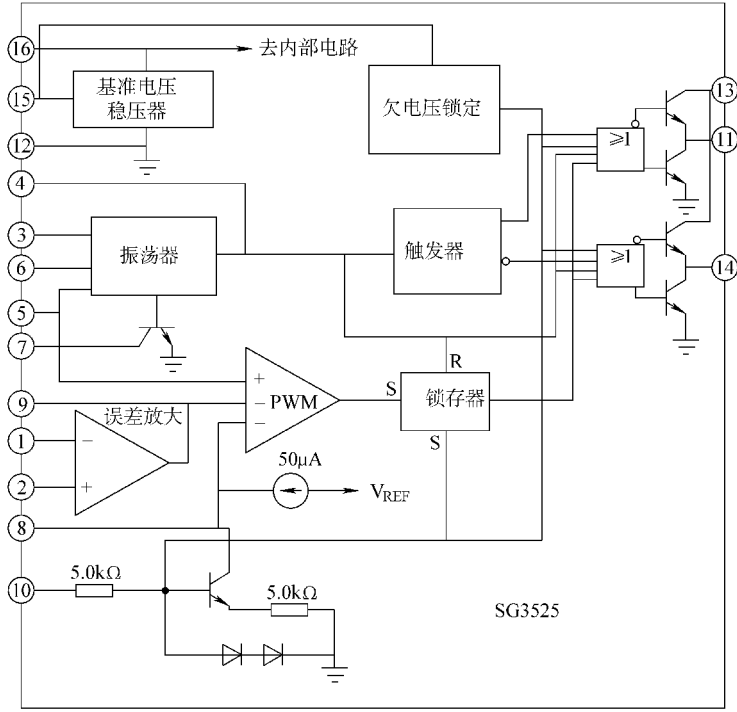 16
去内部电路
15
基准电压
稳压器
欠电压锁定
13
12
≥1
11
4
3
振荡器
触发器
≥1
14
6
5
7
R
+
S
锁存器
9
误差放大
−
PWM
−
S
1
−
50μA
2
+
VREF
8
5.0kΩ
5.0kΩ
10
SG3525